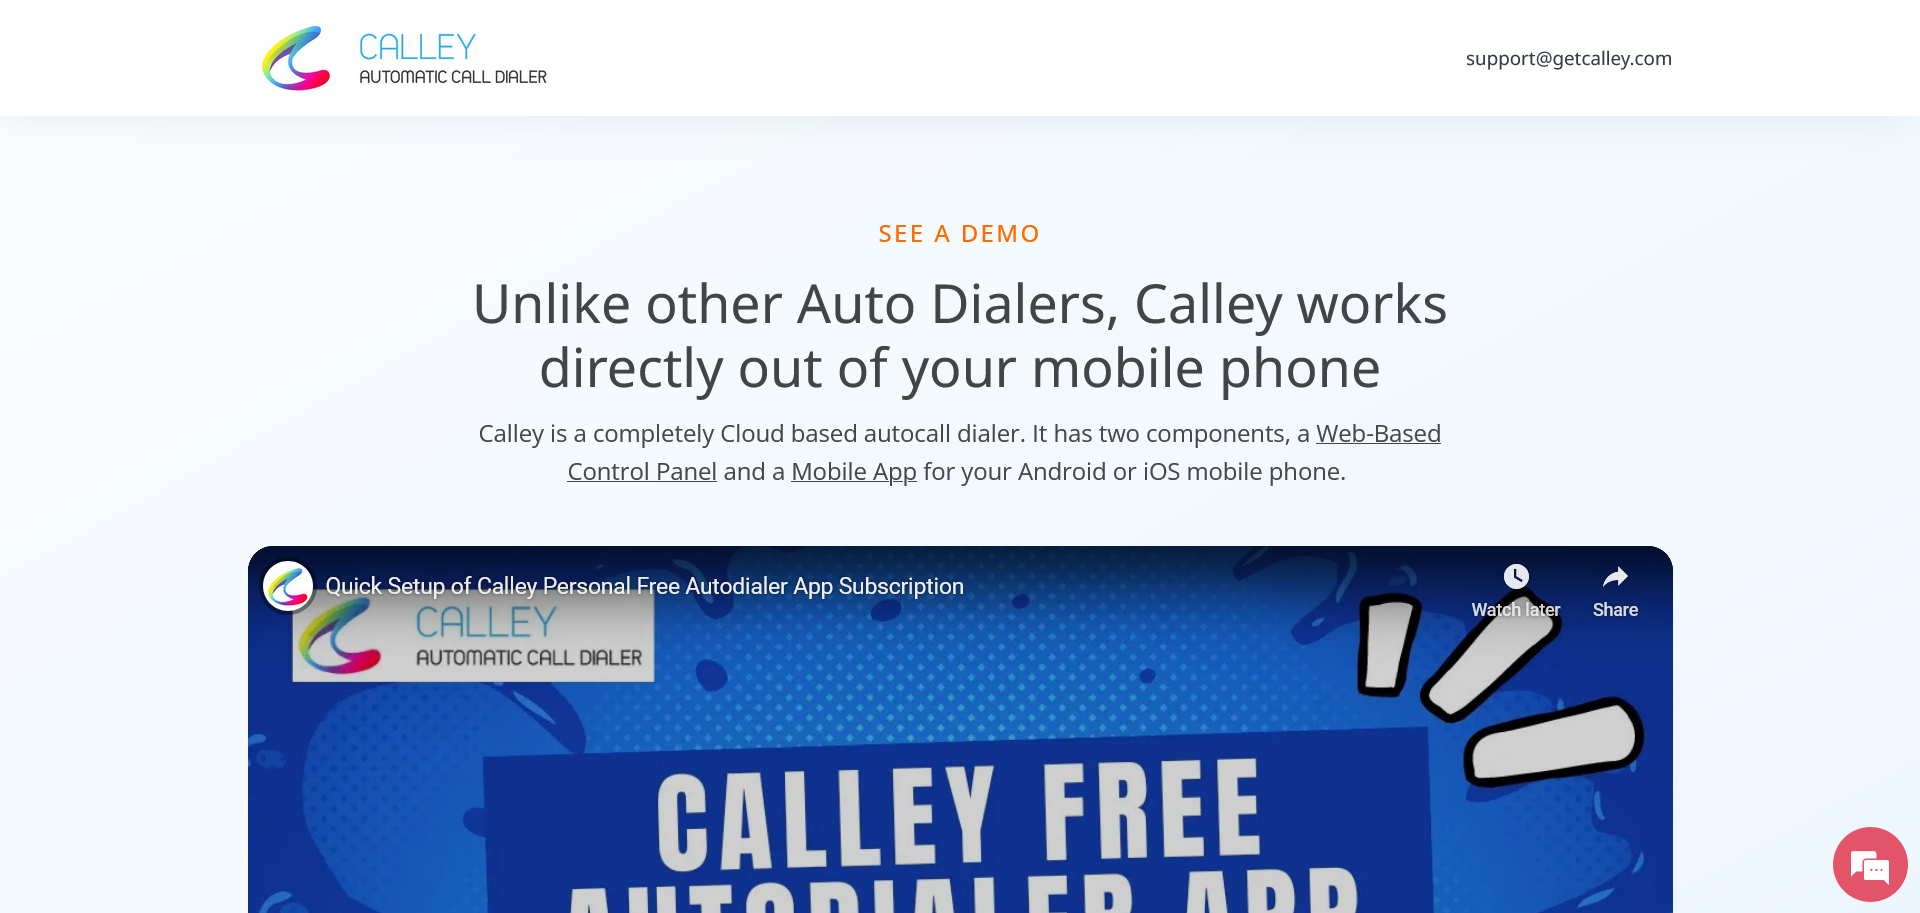 CALLEY
AUTOMATIC CALL DIALER
support@getcalley.com
SEE A DEMO
Unlike other Auto Dialers, Calley works
directly out of your mobile phone
Calley is a completely Cloud based autocall dialer. It has two components, a Web-Based
Control Panel and a Mobile App for your Android or iOS mobile phone.
Quick Setup of Calley Personal Free Autodialer App Subscription
Watch later
Share
CALLEY
AUTOMATIC CALL DIALER
CALLEY FREE
AUTODIALER APP